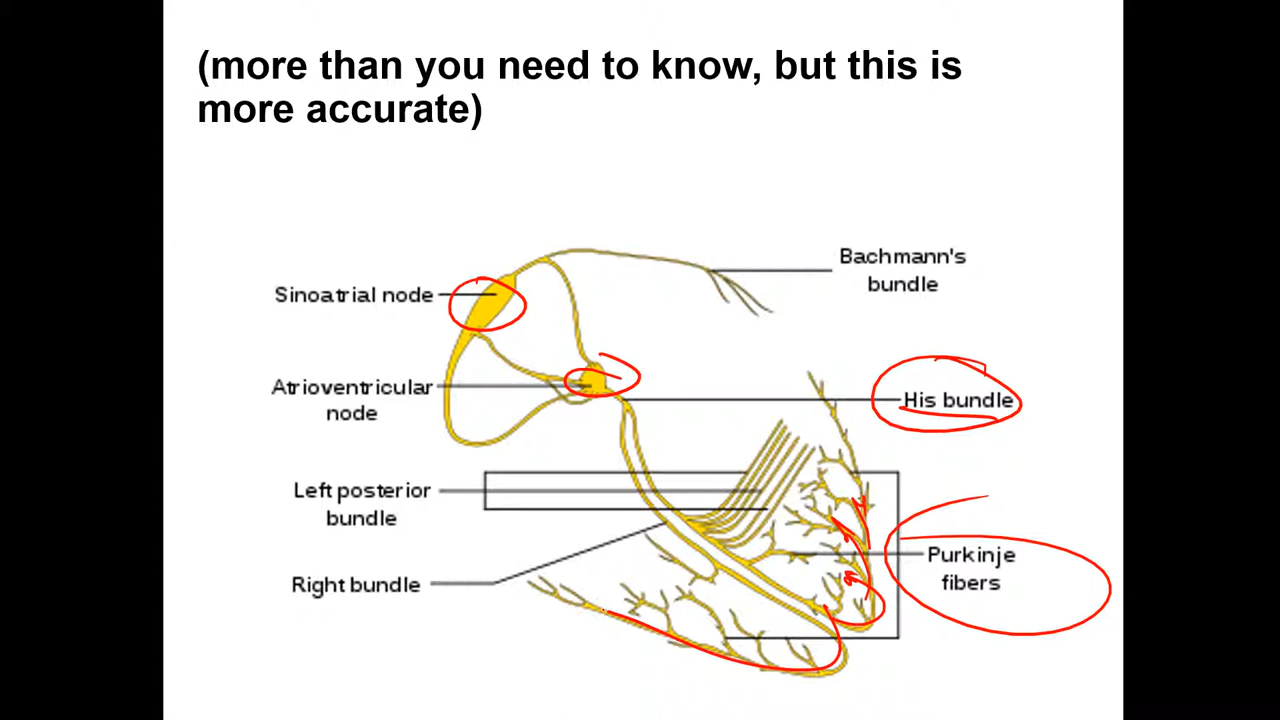 (more than you need to know, but this is
more accurate)
Bachmann's
bundle
Sinoatrial node
Atrioventricular
node
His bundle
Left posterior
bundle
Purkinje
fibers
Right bundle